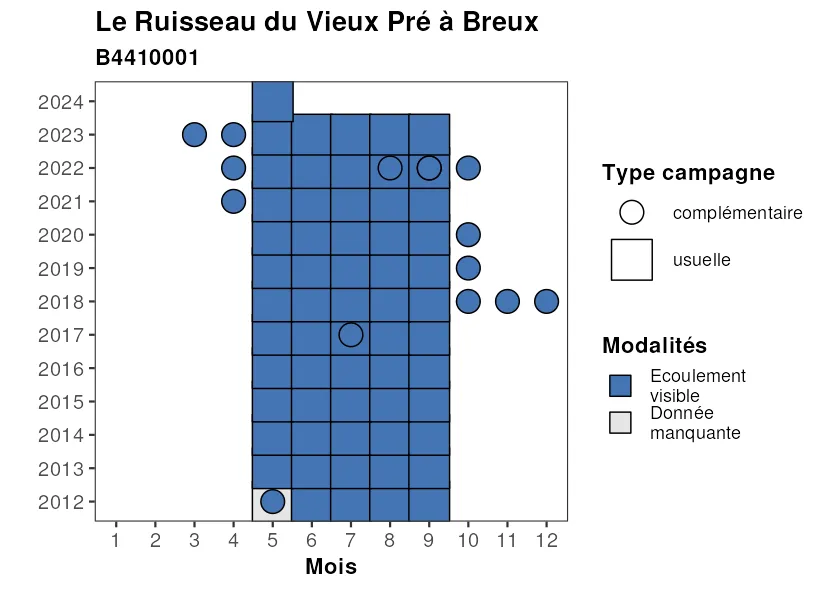 Le Ruisseau du Vieux Pré à Breux
B4410001
2024
2023
2022
2021
2020
2019
2018
2017
2016
2015
2014
2013
2012
1 2 3 4 5 6 7 8 9 10 11 12
Mois
Type campagne
complémentaire
usuelle
Modalités
Ecoulement
visible
Donnée
manquante